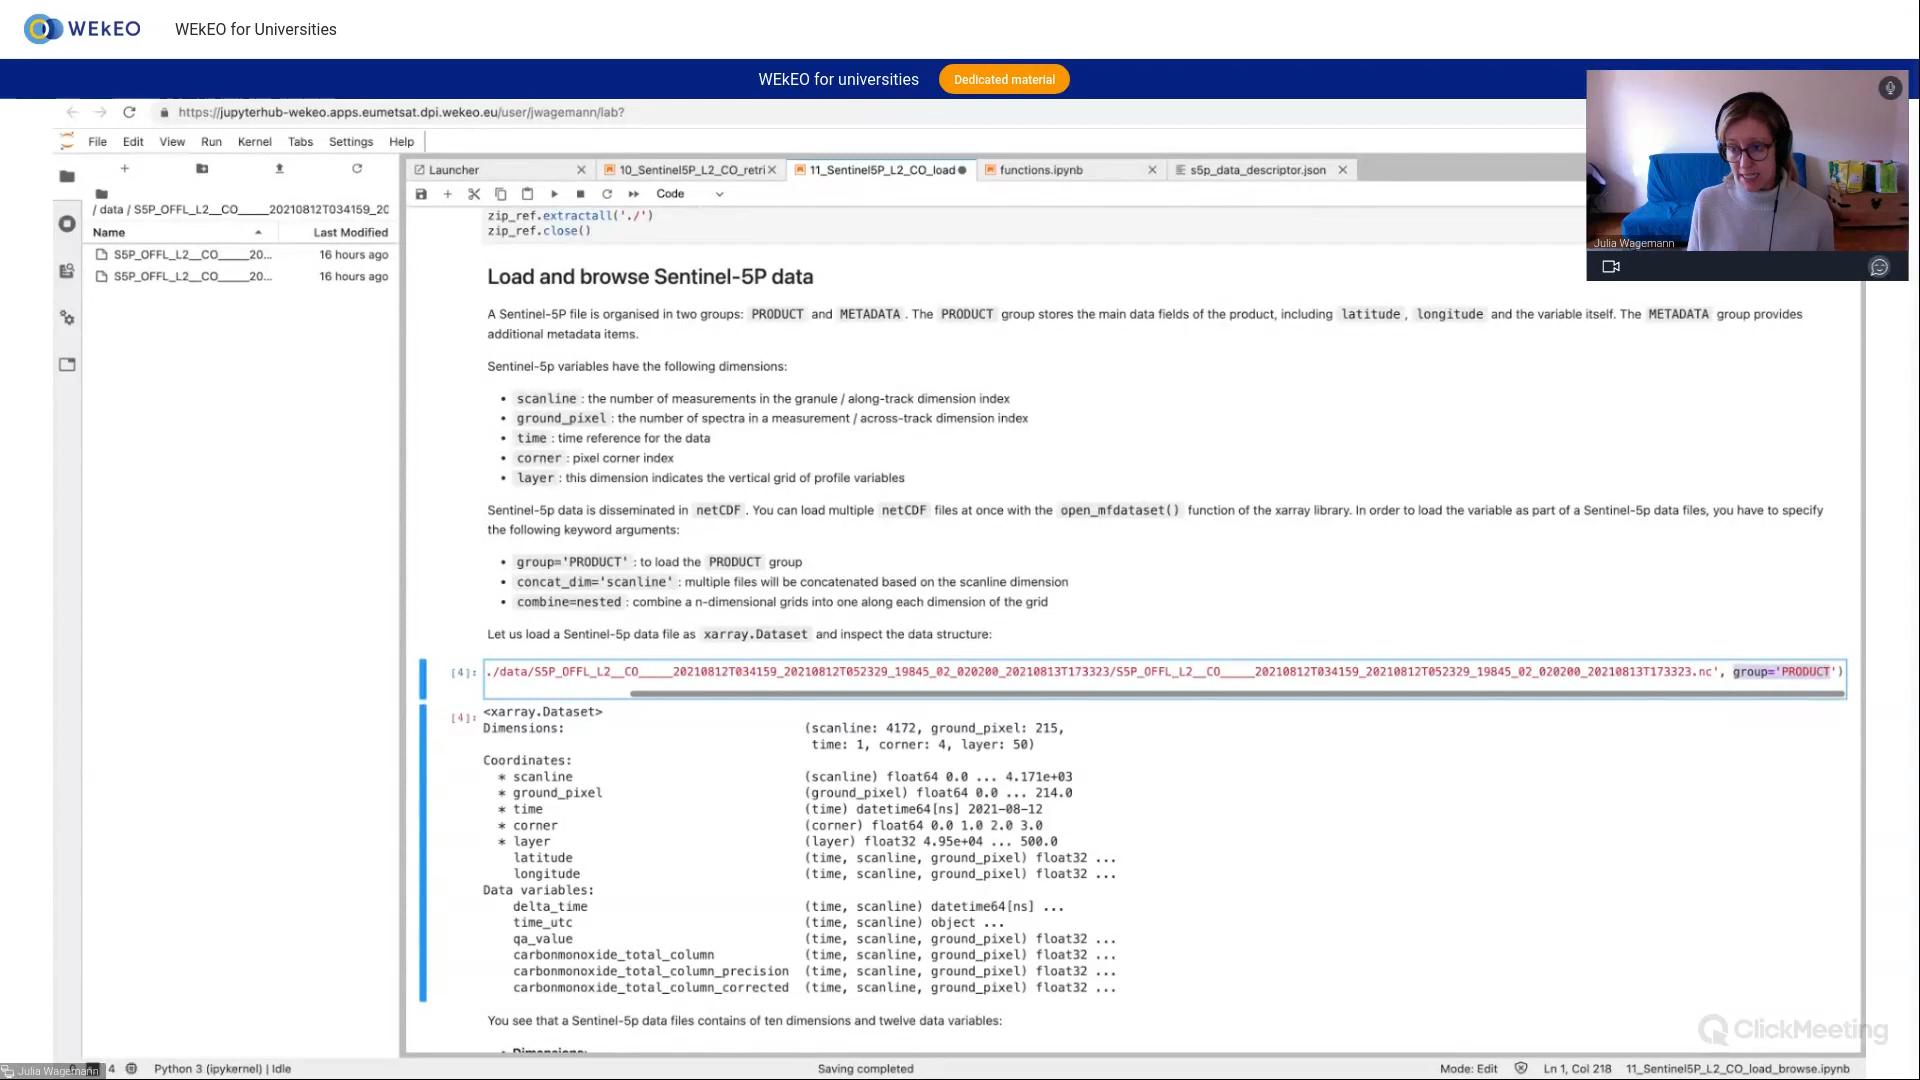 WEkEO WEkEO for Universities
WEkEO for universities Dedicated material
https://jupyterhub-wekeo.apps.eumetsat.dpi.wekeo.eu/user/jwagemann/lab?
File Edit View Run Kernel Tabs Settings Help
Launcher 10_Sentinel5P_L2_CO_retri 11_Sentinel5P_L2_CO_load functions.ipynb s5p_data_descriptor.json
Code
/ data / S5P_OFFL_L2__CO_____20210812T034159_20
Name Last Modified
S5P_OFFL_L2__CO_____20... 16 hours ago
S5P_OFFL_L2__CO_____20... 16 hours ago
zip_ref.extractall('./')
zip_ref.close()
Julia Wagemann
Load and browse Sentinel-5P data
A Sentinel-5P file is organised in two groups: PRODUCT and METADATA . The PRODUCT group stores the main data fields of the product, including latitude , longitude and the variable itself. The METADATA group provides
additional metadata items.
Sentinel-5p variables have the following dimensions:
• scanline : the number of measurements in the granule / along-track dimension index
• ground_pixel : the number of spectra in a measurement / across-track dimension index
• time : time reference for the data
• corner : pixel corner index
• layer : this dimension indicates the vertical grid of profile variables
Sentinel-5p data is disseminated in netCDF . You can load multiple netCDF files at once with the open_mfdataset() function of the xarray library. In order to load the variable as part of a Sentinel-5p data files, you have to specify
the following keyword arguments:
• group='PRODUCT' : to load the PRODUCT group
• concat_dim='scanline' : multiple files will be concatenated based on the scanline dimension
• combine=nested : combine a n-dimensional grids into one along each dimension of the grid
Let us load a Sentinel-5p data file as xarray.Dataset and inspect the data structure:
[4]: ./data/S5P_OFFL_L2__CO_____20210812T034159_20210812T052329_19845_02_020200_20210813T173323/S5P_OFFL_L2__CO_____20210812T034159_20210812T052329_19845_02_020200_20210813T173323.nc', group='PRODUCT')
[4]: <xarray.Dataset>
Dimensions: (scanline: 4172, ground_pixel: 215,
time: 1, corner: 4, layer: 50)
Coordinates:
* scanline (scanline) float64 0.0 ... 4.171e+03
* ground_pixel (ground_pixel) float64 0.0 ... 214.0
* time (time) datetime64[ns] 2021-08-12
* corner (corner) float64 0.0 1.0 2.0 3.0
* layer (layer) float32 4.95e+04 ... 500.0
latitude (time, scanline, ground_pixel) float32 ...
longitude (time, scanline, ground_pixel) float32 ...
Data variables:
delta_time (time, scanline) datetime64[ns] ...
time_utc (time, scanline) object ...
qa_value (time, scanline, ground_pixel) float32 ...
carbonmonoxide_total_column (time, scanline, ground_pixel) float32 ...
carbonmonoxide_total_column_precision (time, scanline, ground_pixel) float32 ...
carbonmonoxide_total_column_corrected (time, scanline, ground_pixel) float32 ...
You see that a Sentinel-5p data files contains of ten dimensions and twelve data variables:
• Dimensions:
ClickMeeting
Julia Wagemann 4 Python 3 (ipykernel) | Idle Saving completed Mode: Edit Ln 1, Col 218 11_Sentinel5P_L2_CO_load_browse.ipynb